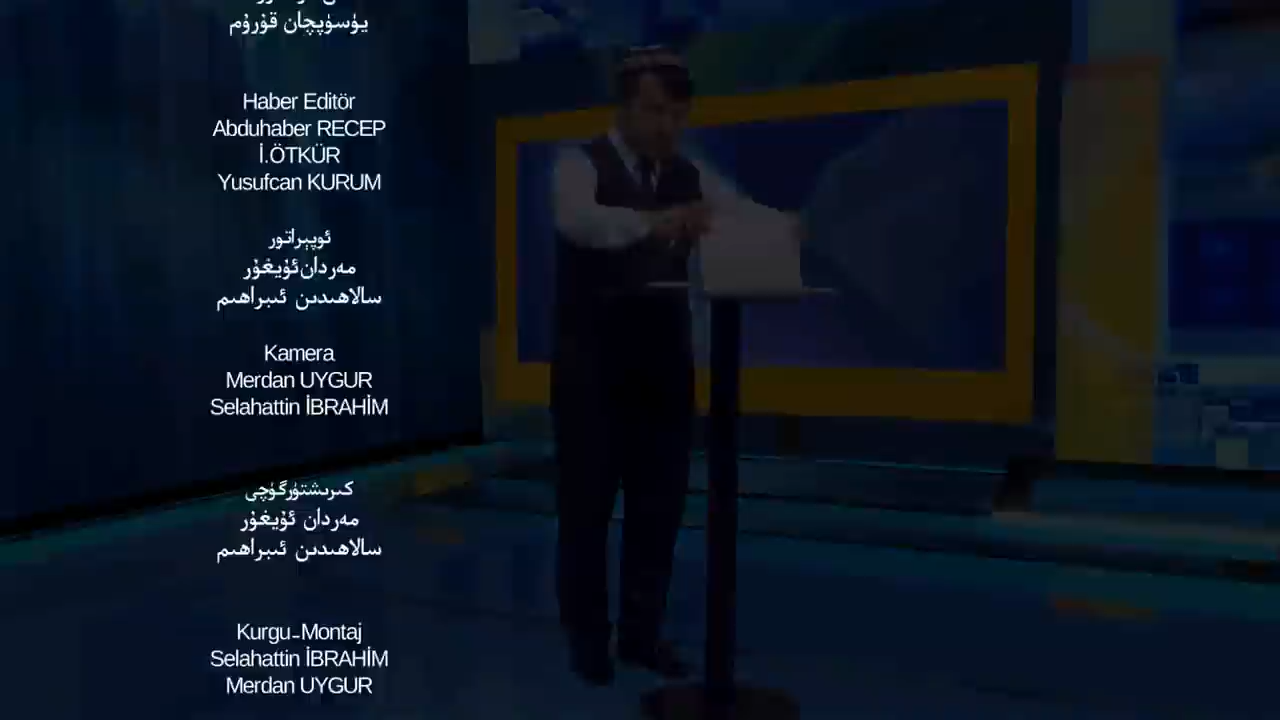 يۈسۈپچان قۇرۇم
Haber Editör
Abduhaber RECEP
İ.ÖTKÜR
Yusufcan KURUM
ئوپېراتور
مەردان ئۇيغۇر
سالاھىدىن ئىبراھىم
Kamera
Merdan UYGUR
Selahattin İBRAHİM
كىرىشتۈرگۈچى
مەردان ئۇيغۇر
سالاھىدىن ئىبراھىم
Kurgu-Montaj
Selahattin İBRAHİM
Merdan UYGUR